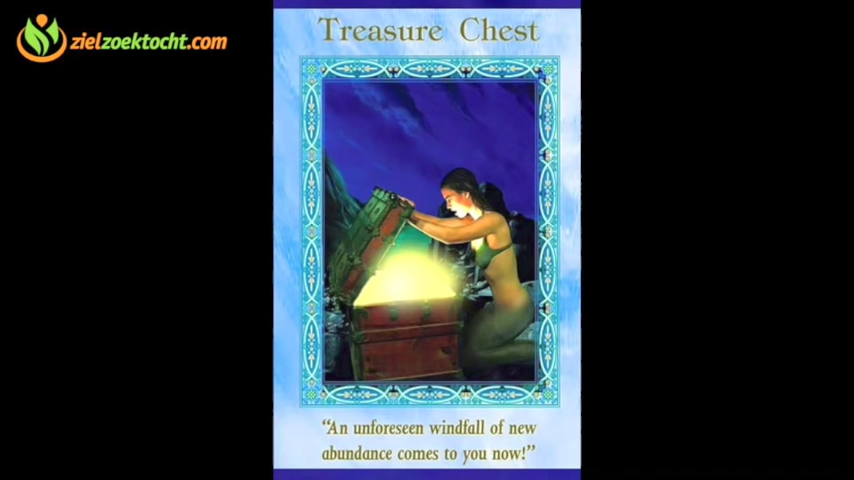 zielzoektocht.com
Treasure Chest
“An unforeseen windfall of new
abundance comes to you now!”